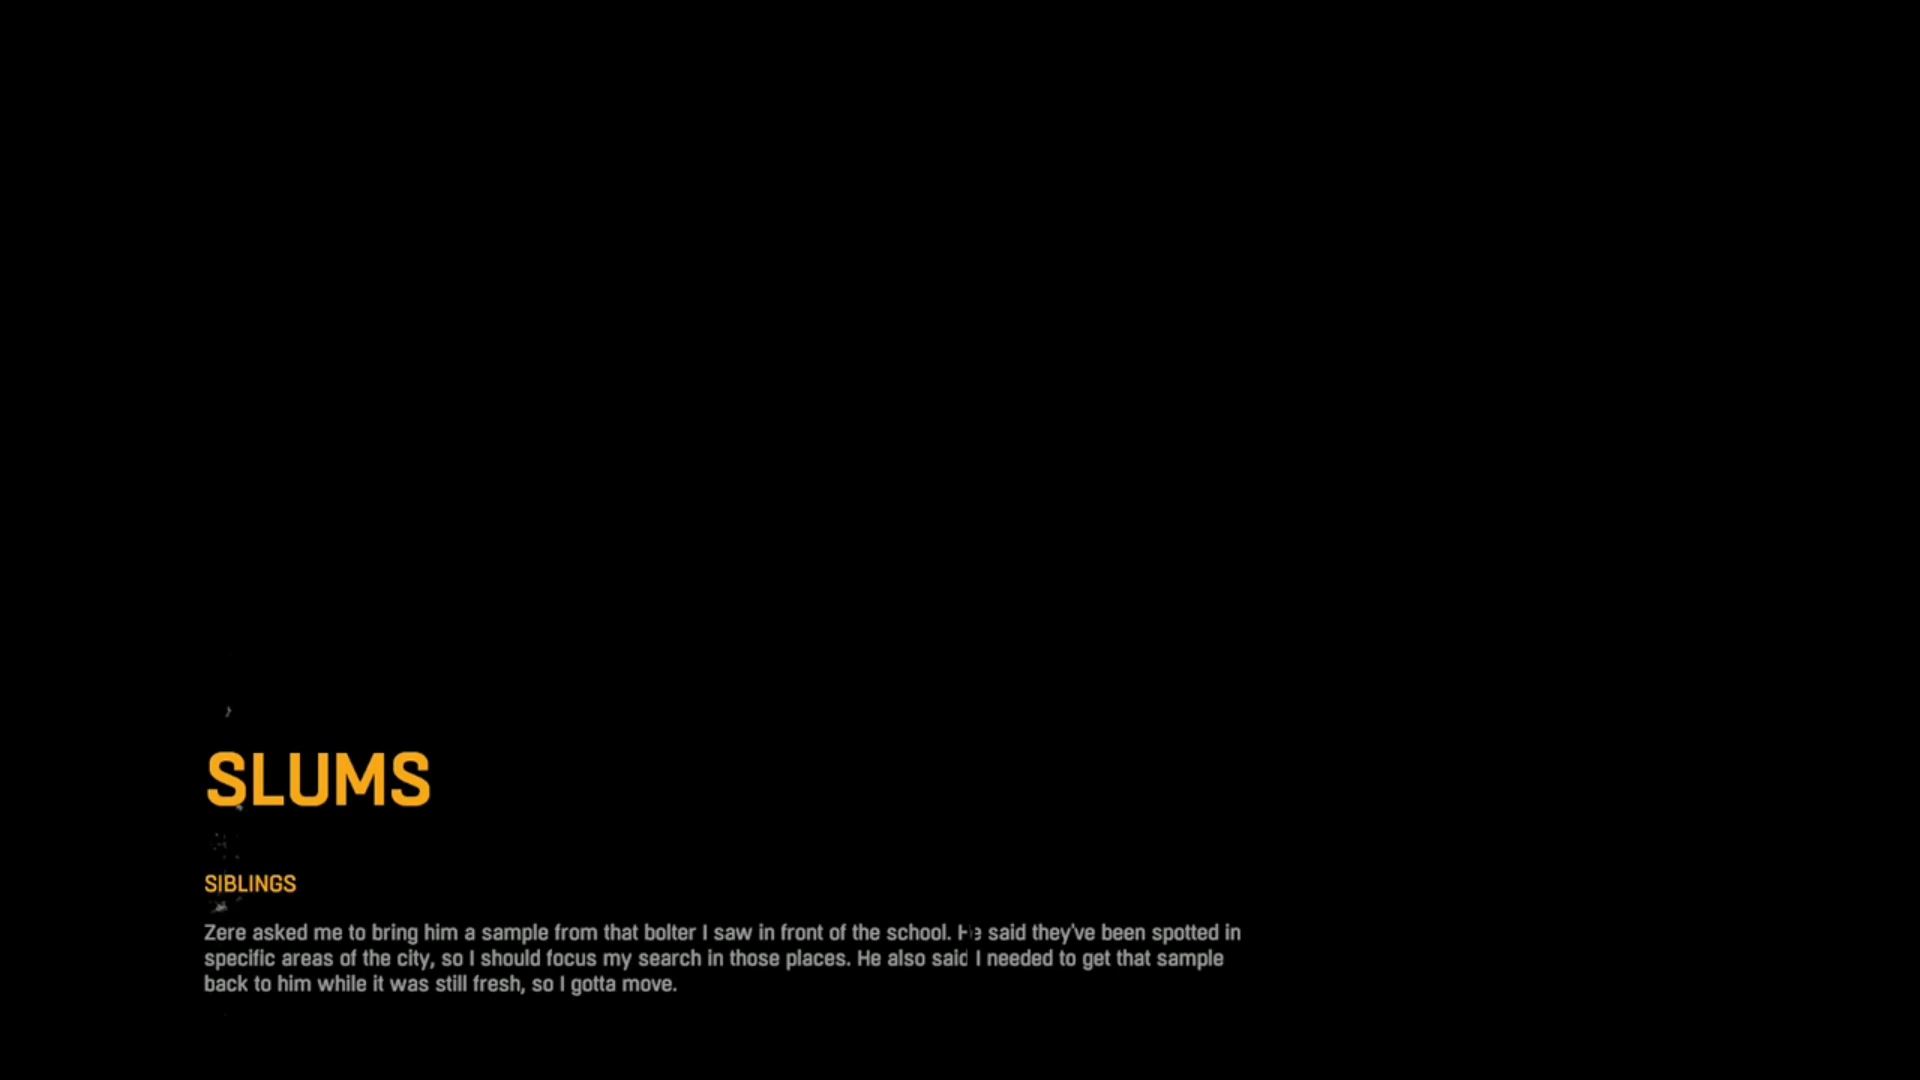 SLUMS
SIBLINGS
Zere asked me to bring him a sample from that bolter I saw in front of the school. He said they've been spotted in
specific areas of the city, so I should focus my search in those places. He also said I needed to get that sample
back to him while it was still fresh, so I gotta move.